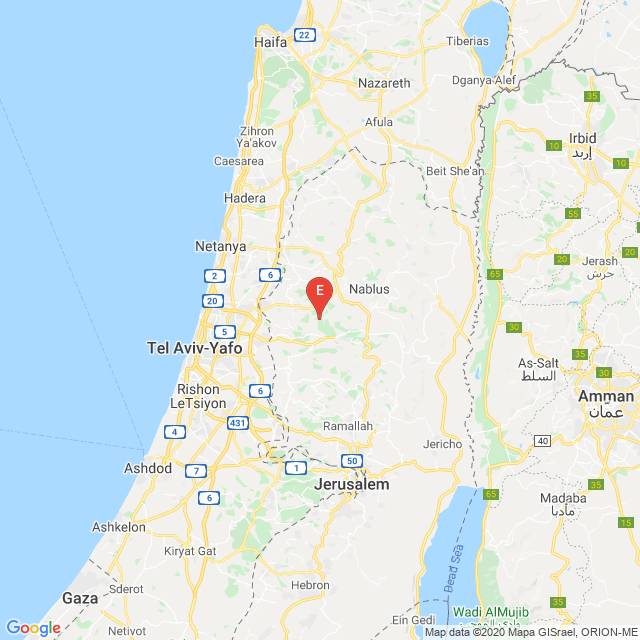 Haifa
22
Tiberias
Nazareth
Dganya Alef
35
Afula
Zihron
Ya'akov
10
Irbid
إربد
10
Caesarea
Beit She'an
Hadera
55
Netanya
20
20
Jerash
جرش
2
6
65
35
Nablus
E
20
5
30
Tel Aviv-Yafo
As-Salt
السلط
35
Rishon
LeTsiyon
6
Amman
عمان
431
Ramallah
4
Jericho
40
Ashdod
7
1
50
Jerusalem
35
65
6
Madaba
مأدبا
15
Ashkelon
Kiryat Gat
Dead Sea
Sderot
Hebron
Gaza
Wadi AlMujib
Ein Gedi
Netivot
Google
Map data ©2020 Mapa GISrael, ORION-ME